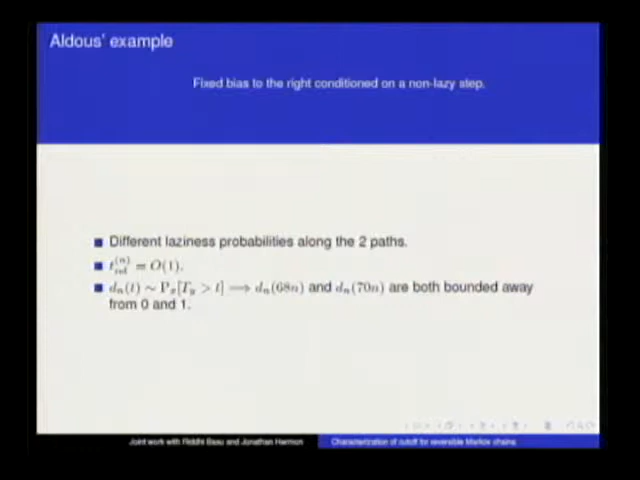 Aldous' example
Fixed bias to the right conditioned on a non-lazy step.
Different laziness probabilities along the 2 paths.
t_{rel}^{(n)} = O(1).
d_n(t) ∼ P_x[T_y > t] ⟹ d_n(68n) and d_n(70n) are both bounded away
from 0 and 1.
Joint work with Riddhi Basu and Jonathan Hermon
Characterization of cutoff for reversible Markov chains